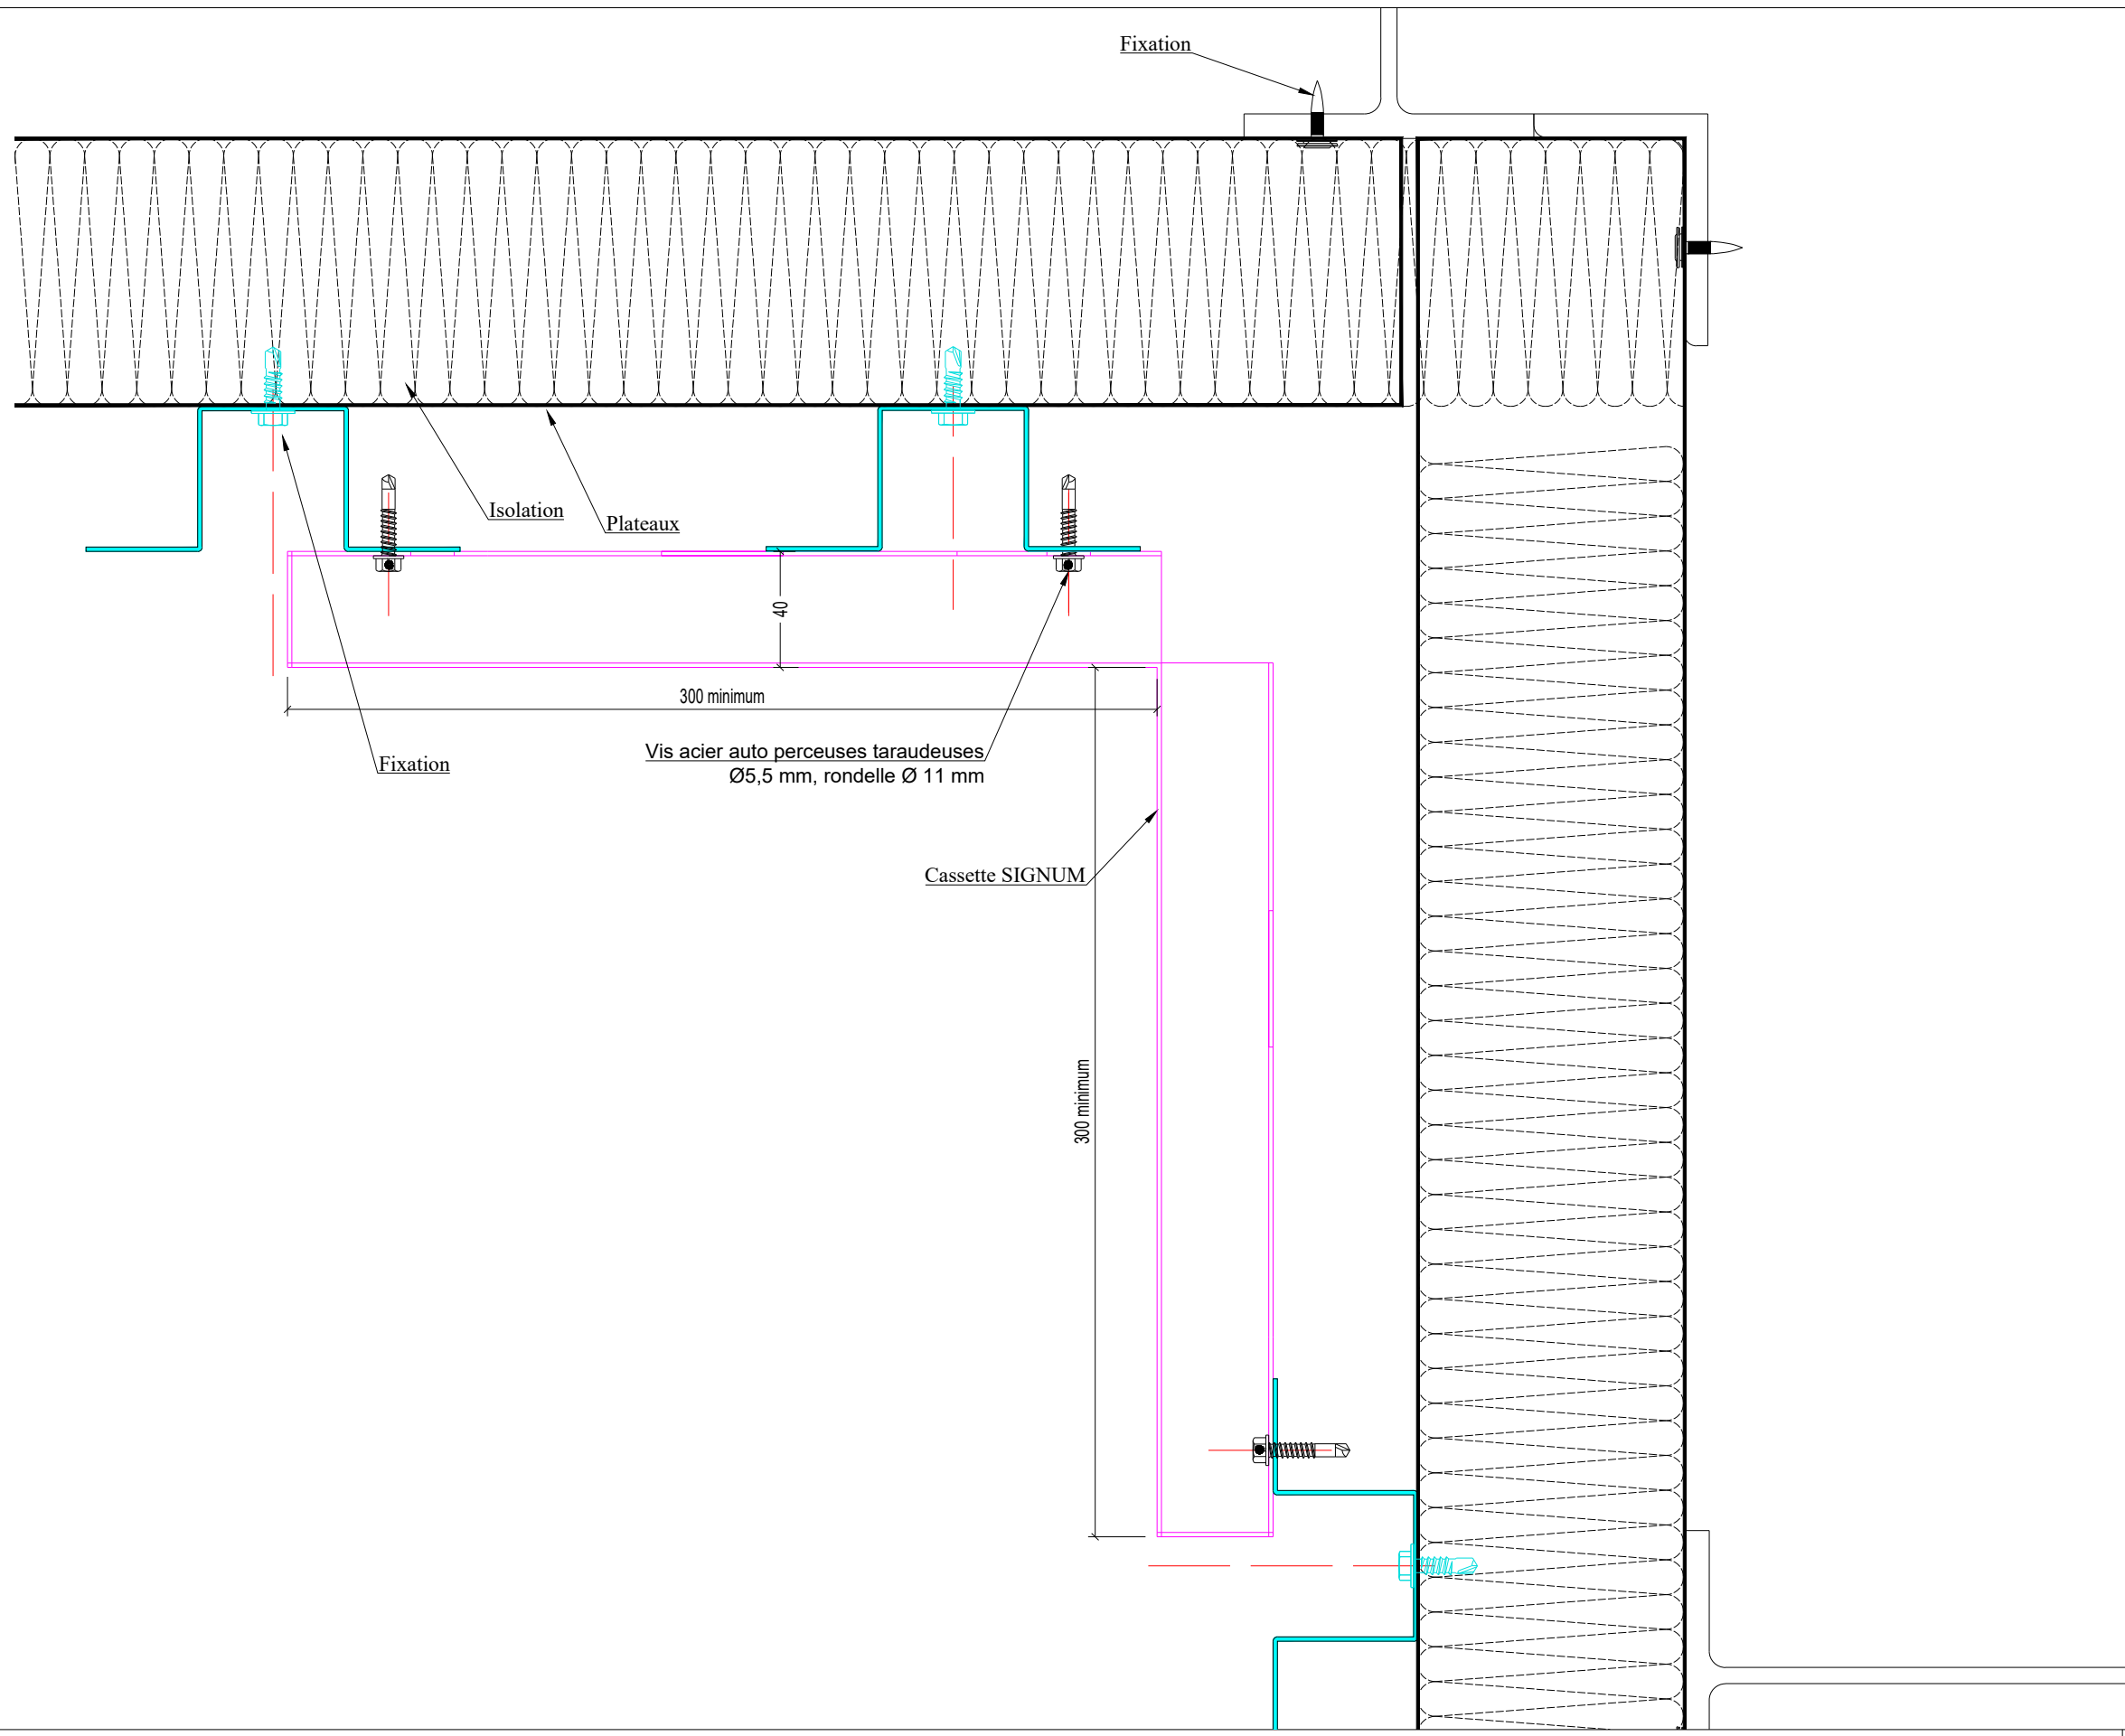 Fixation
Isolation
Plateaux
40
300 minimum
Vis acier auto perceuses taraudeuses
Ø5,5 mm, rondelle Ø 11 mm
Fixation
Cassette SIGNUM
300 minimum